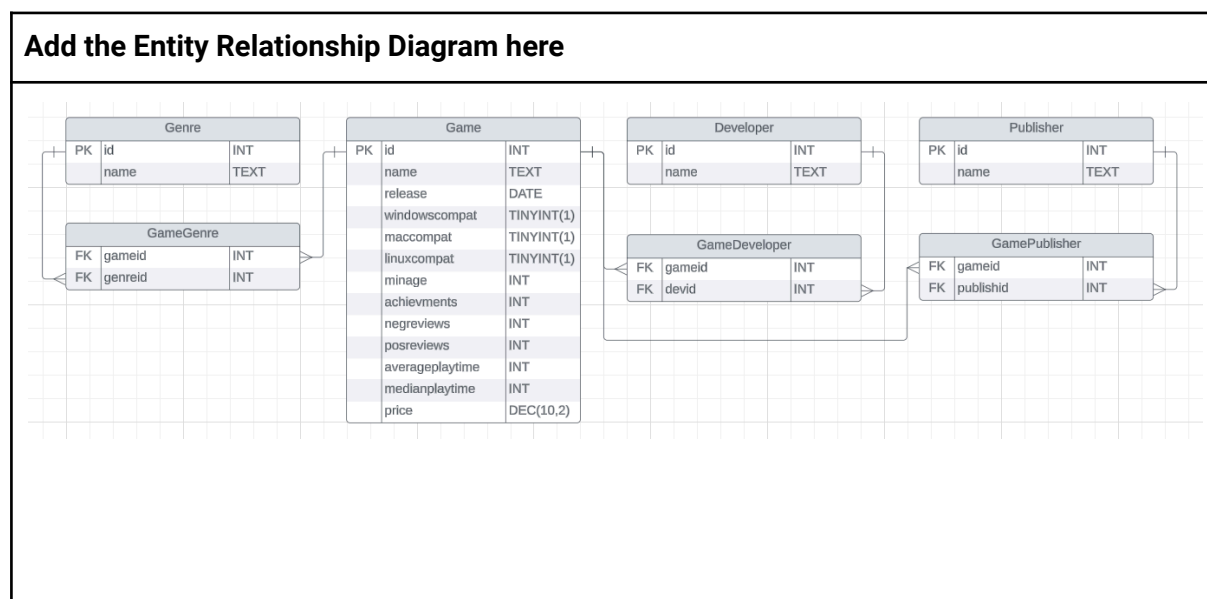 Add the Entity Relationship Diagram here
Genre
PK id INT
name TEXT
GameGenre
FK gameid INT
FK genreid INT
Game
PK id INT
name TEXT
release DATE
windowscompat TINYINT(1)
maccompat TINYINT(1)
linuxcompat TINYINT(1)
minage INT
achievments INT
negreviews INT
posreviews INT
averageplaytime INT
medianplaytime INT
price DEC(10,2)
Developer
PK id INT
name TEXT
GameDeveloper
FK gameid INT
FK devid INT
Publisher
PK id INT
name TEXT
GamePublisher
FK gameid INT
FK publishid INT